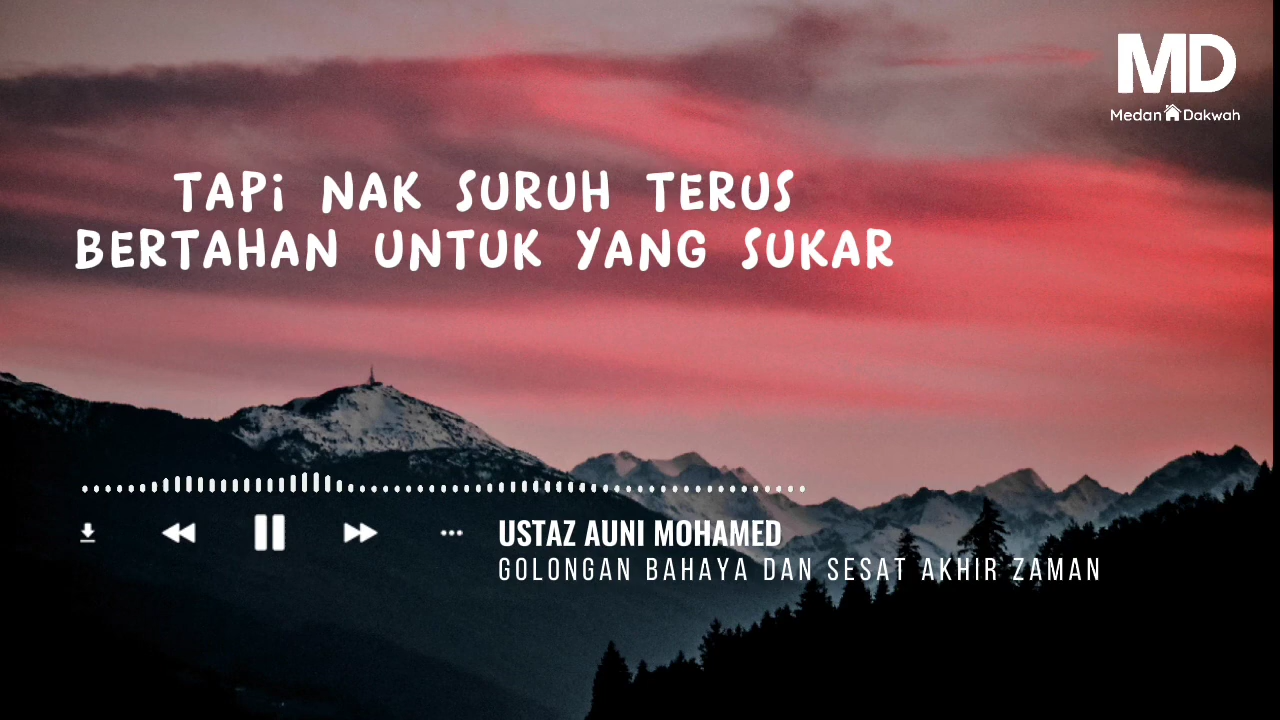 MD
Medan Dakwah
TAPi NAK SURUH TERUS
BERTAHAN UNTUK YANG SUKAR
USTAZ AUNI MOHAMED
GOLONGAN BAHAYA DAN SESAT AKHIR ZAMAN